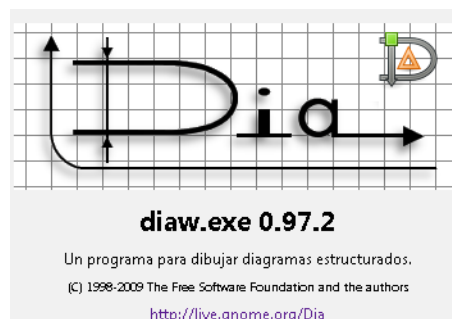 Dia
diaw.exe 0.97.2
Un programa para dibujar diagramas estructurados.
(C) 1998-2009 The Free Software Foundation and the authors
http://live.gnome.org/Dia